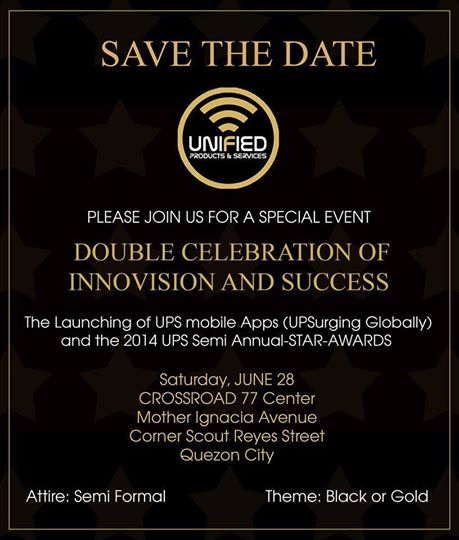 SAVE THE DATE
UNIFIED
PRODUCTS & SERVICES
PLEASE JOIN US FOR A SPECIAL EVENT
DOUBLE CELEBRATION OF
INNOVISION AND SUCCESS
The Launching of UPS mobile Apps (UPSurging Globally)
and the 2014 UPS Semi Annual-STAR-AWARDS
Saturday, JUNE 28
CROSSROAD 77 Center
Mother Ignacia Avenue
Corner Scout Reyes Street
Quezon City
Attire: Semi Formal
Theme: Black or Gold